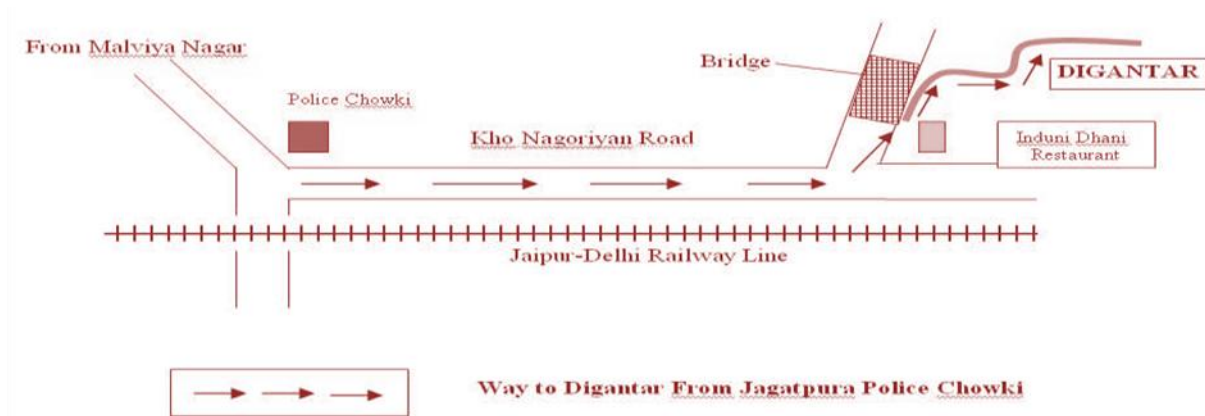 From Malviya Nagar
Bridge
DIGANTAR
Police Chowki
Kho Nagoriyan Road
Induni Dhani
Restaurant
Jaipur-Delhi Railway Line
Way to Digantar From Jagatpura Police Chowki